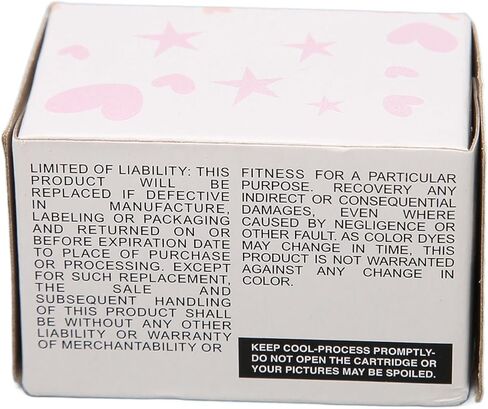 LIMITED OF LIABILITY: THIS
PRODUCT WILL BE
REPLACED IF DEFECTIVE
IN MANUFACTURE,
LABELING OR PACKAGING
AND RETURNED ON OR
BEFORE EXPIRATION DATE
TO PLACE OF PURCHASE
OR PROCESSING. EXCEPT
FOR SUCH REPLACEMENT,
THE SALE AND
SUBSEQUENT HANDLING
OF THIS PRODUCT SHALL
BE WITHOUT ANY OTHER
LIABILITY OR WARRANTY
OF MERCHANTABILITY OR
FITNESS FOR A PARTICULAR
PURPOSE. RECOVERY ANY
INDIRECT OR CONSEQUENTIAL
DAMAGES, EVEN WHERE
CAUSED BY NEGLIGENCE OR
OTHER FAULT, AS COLOR DYES
MAY CHANGE IN TIME, THIS
PRODUCT IS NOT WARRANTED
AGAINST ANY CHANGE IN
COLOR.
KEEP COOL-PROCESS PROMPTLY-
DO NOT OPEN THE CARTRIDGE OR
YOUR PICTURES MAY BE SPOILED.